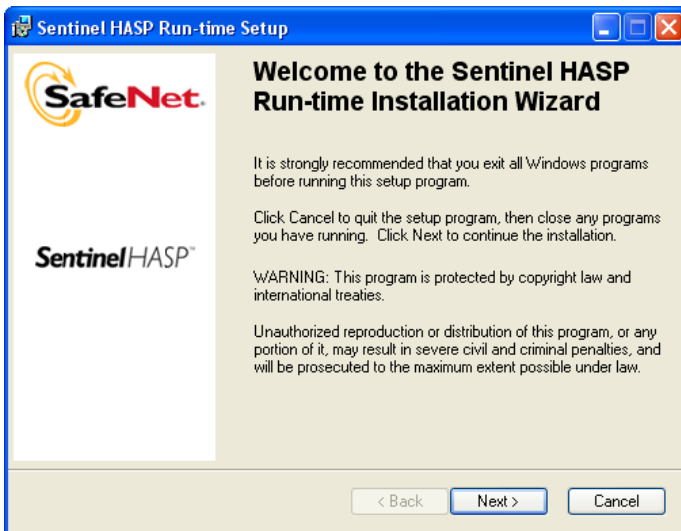 Sentinel HASP Run-time Setup
SafeNet.
Welcome to the Sentinel HASP
Run-time Installation Wizard
It is strongly recommended that you exit all Windows programs
before running this setup program.
Click Cancel to quit the setup program, then close any programs
you have running. Click Next to continue the installation.
SentinelHASP™
WARNING: This program is protected by copyright law and
international treaties.
Unauthorized reproduction or distribution of this program, or any
portion of it, may result in severe civil and criminal penalties, and
will be prosecuted to the maximum extent possible under law.
< Back
Next >
Cancel